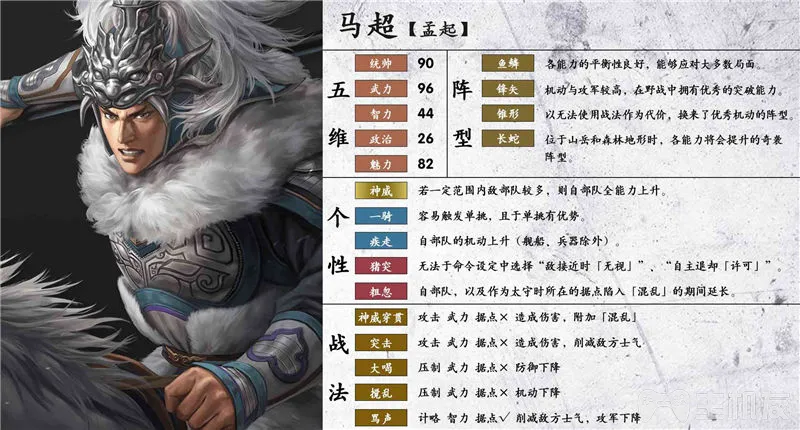 马超【孟起】
五维
统帅 90
武力 96
智力 44
政治 26
魅力 82
阵型
鱼鳞 各能力的平衡性良好，能够应对大多数局面。
锋矢 机动与攻军较高，在野战中拥有优秀的突破能力。
锥形 以无法使用战法作为代价，换来了优秀机动的阵型。
长蛇 位于山岳和森林地形时，各能力将会提升的奇袭
阵型。
个性
神威 若一定范围内敌部队较多，则自部队全能力上升。
一骑 容易触发单挑，且于单挑有优势。
疾走 自部队的机动上升（舰船、兵器除外）。
猪突 无法于命令设定中选择“敌接近时「无视」”、“自主退却「许可」”。
粗忽 自部队，以及作为太守时所在的据点陷入「混乱」的期间延长。
战法
神威穿贯 攻击 武力 据点× 造成伤害，附加「混乱」
突击 攻击 武力 据点× 造成伤害，削减敌方士气
大喝 压制 武力 据点× 防御下降
搅乱 压制 武力 据点× 机动下降
骂声 计略 智力 据点√ 削减敌方士气，攻军下降